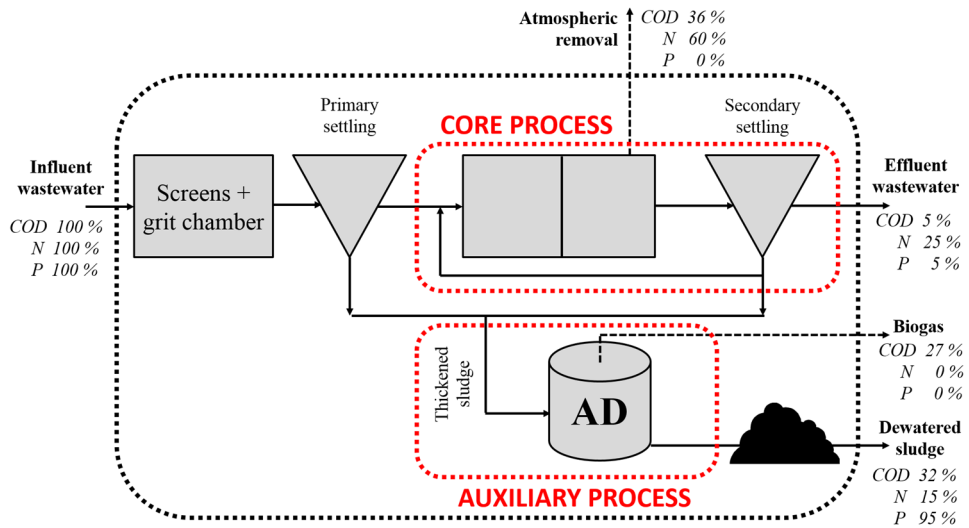 Atmospheric
removal
COD 36 %
N 60 %
P 0 %
Primary
settling
Secondary
settling
CORE PROCESS
Influent
wastewater
COD 100 %
N 100 %
P 100 %
Screens +
grit chamber
Effluent
wastewater
COD 5 %
N 25 %
P 5 %
Biogas
COD 27 %
N 0 %
P 0 %
Thickened
sludge
AD
Dewatered
sludge
COD 32 %
N 15 %
P 95 %
AUXILIARY PROCESS